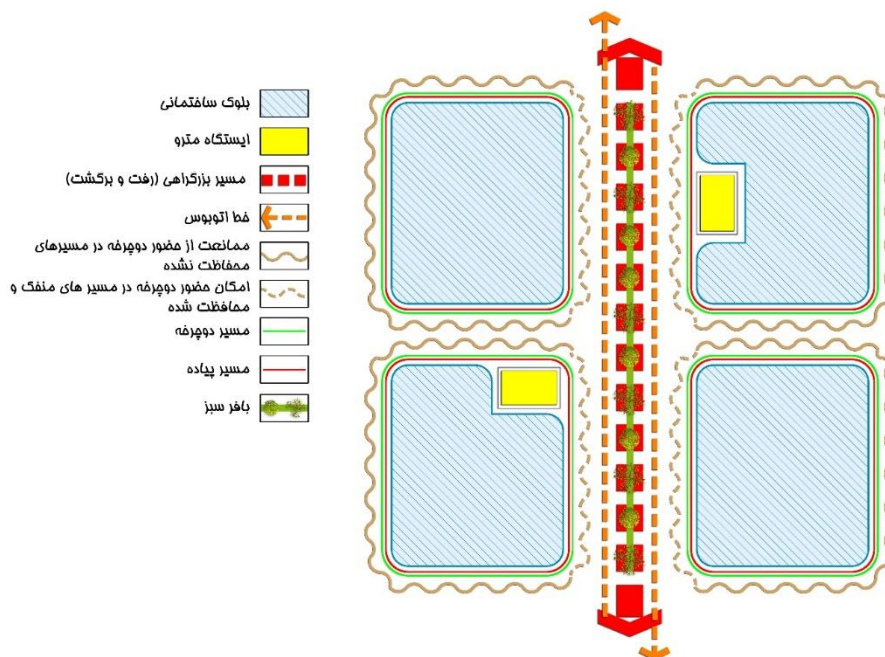 بلوک ساختمانی
ایستگاه مترو
مسیر بزرگراهی (رفت و برگشت)
خط اتوبوس
ممانعت از حضور دوچرخه در مسیرهای
محفاظت نشده
امکان حضور دوچرخه در مسیر های منفک و
محافظت شده
مسیر دوچرخه
مسیر پیاده
بافر سبز